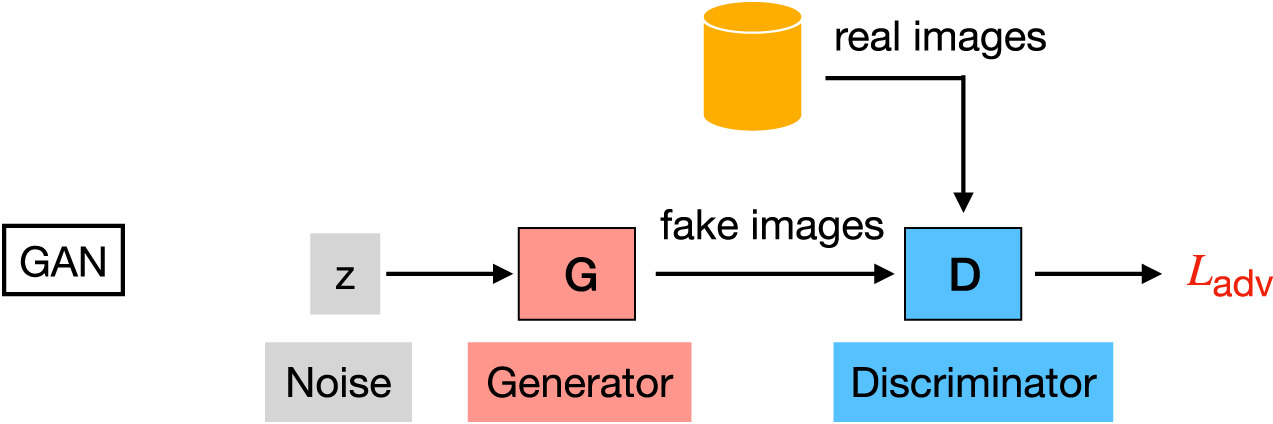 real images
GAN
z
G
fake images
D
L_adv
Noise
Generator
Discriminator